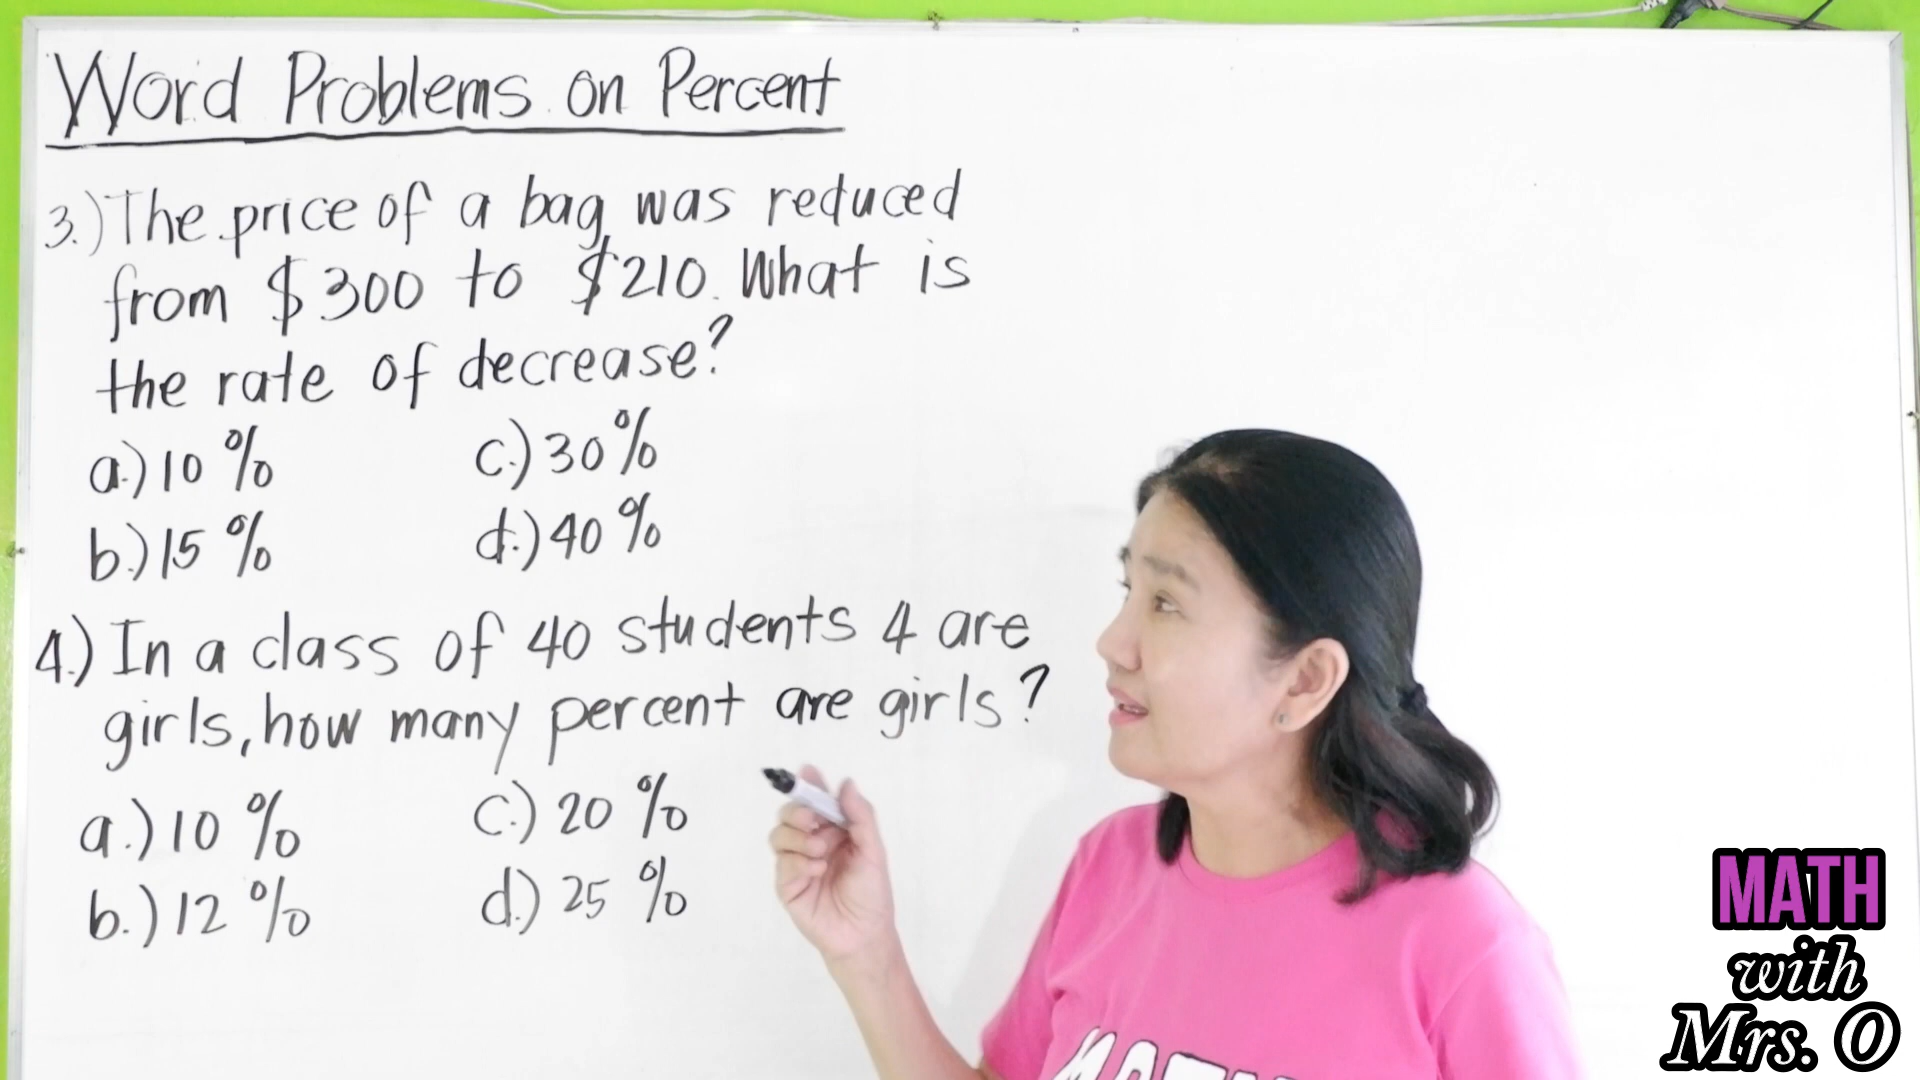 Word Problems on Percent
3.) The price of a bag was reduced
from $300 to $210. What is
the rate of decrease?
a.) 10% c.) 30%
b.) 15% d.) 40%
4.) In a class of 40 students 4 are
girls, how many percent are girls?
a.) 10% c.) 20%
b.) 12% d.) 25%
MATH
with
Mrs. O